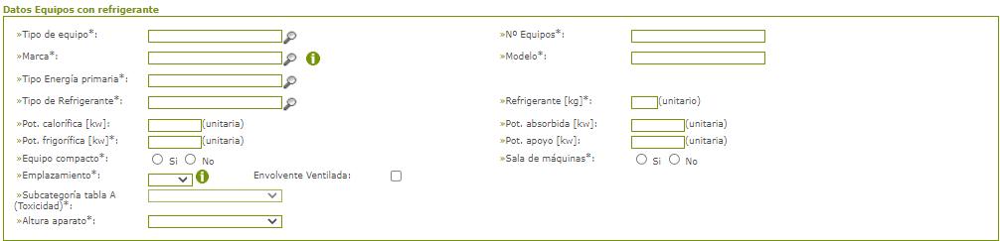 Datos Equipos con refrigerante
»Tipo de equipo*: »Nº Equipos*:
»Marca*: »Modelo*:
»Tipo Energía primaria*:
»Tipo de Refrigerante*: »Refrigerante [kg]*: (unitario)
»Pot. calorífica [kw]: (unitaria) »Pot. absorbida [kw]: (unitaria)
»Pot. frigorífica [kw]*: (unitaria) »Pot. apoyo [kw]: (unitaria)
»Equipo compacto*: Si No »Sala de máquinas*: Si No
»Emplazamiento*: Envolvente Ventilada:
»Subcategoría tabla A
(Toxicidad)*:
»Altura aparato*: